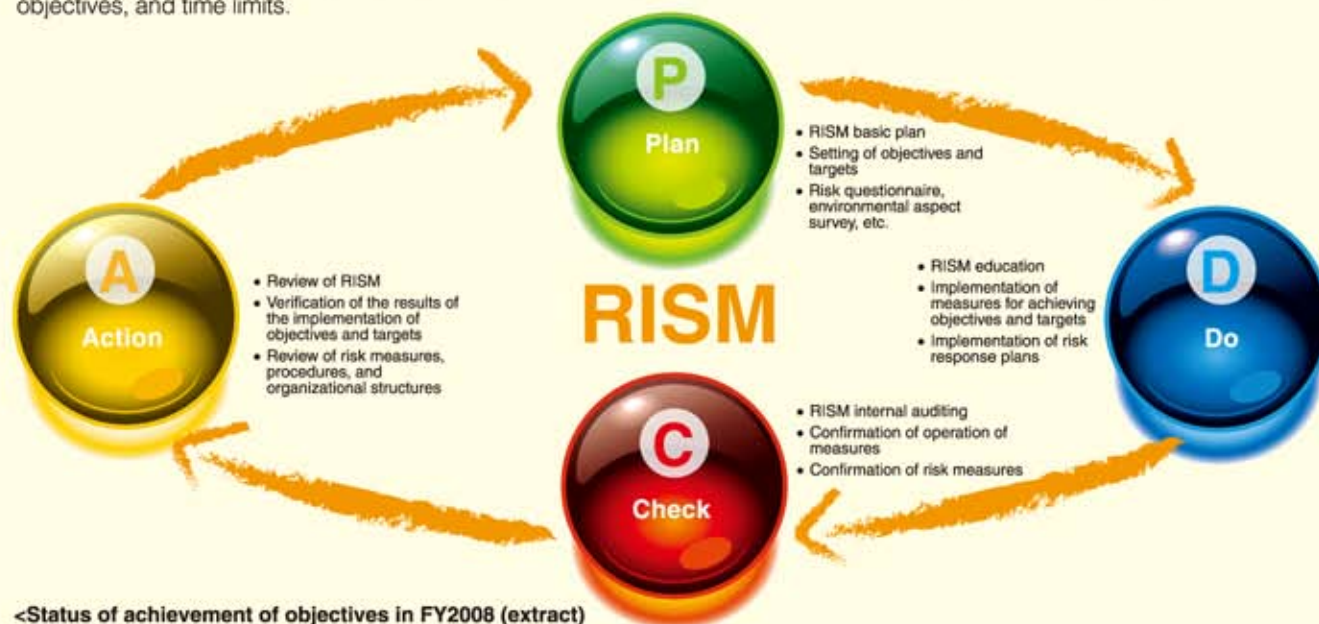 objectives, and time limits.
P
Plan
• RISM basic plan
• Setting of objectives and
targets
• Risk questionnaire,
environmental aspect
survey, etc.
D
Do
• RISM education
• Implementation of
measures for achieving
objectives and targets
• Implementation of risk
response plans
RISM
C
Check
• RISM internal auditing
• Confirmation of operation of
measures
• Confirmation of risk measures
A
Action
• Review of RISM
• Verification of the results of
the implementation of
objectives and targets
• Review of risk measures,
procedures, and
organizational structures
<Status of achievement of objectives in FY2008 (extract)